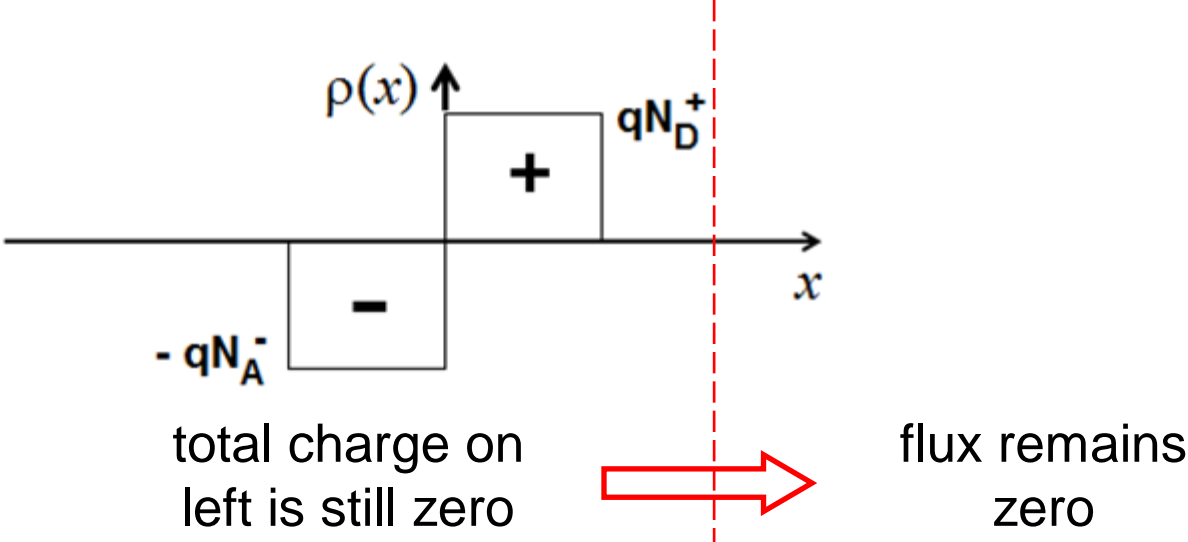 ρ(x)
qN_D^+
+
x
-
- qN_A^-
total charge on
left is still zero
flux remains
zero